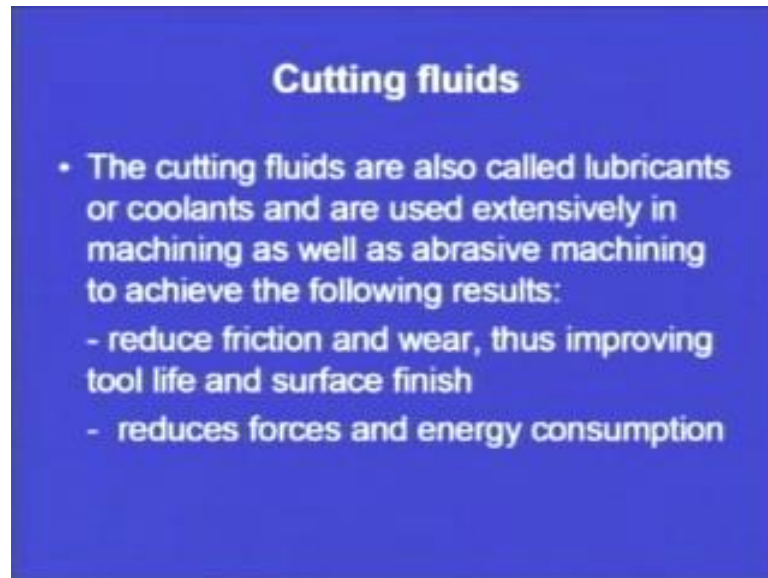 Cutting fluids
• The cutting fluids are also called lubricants
or coolants and are used extensively in
machining as well as abrasive machining
to achieve the following results:
- reduce friction and wear, thus improving
tool life and surface finish
- reduces forces and energy consumption